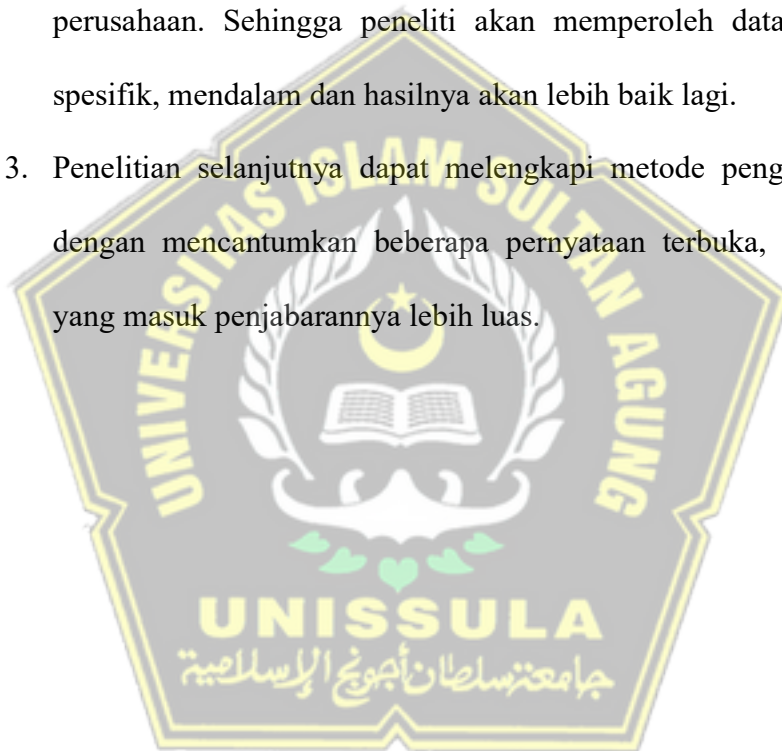 perusahaan. Sehingga peneliti akan memperoleh data
spesifik, mendalam dan hasilnya akan lebih baik lagi.
3. Penelitian selanjutnya dapat melengkapi metode peng
dengan mencantumkan beberapa pernyataan terbuka,
yang masuk penjabarannya lebih luas.
UNIVERSITAS ISLAM SULTAN AGUNG
UNISSULA
جامعنسلطان أجونج الإسلامية